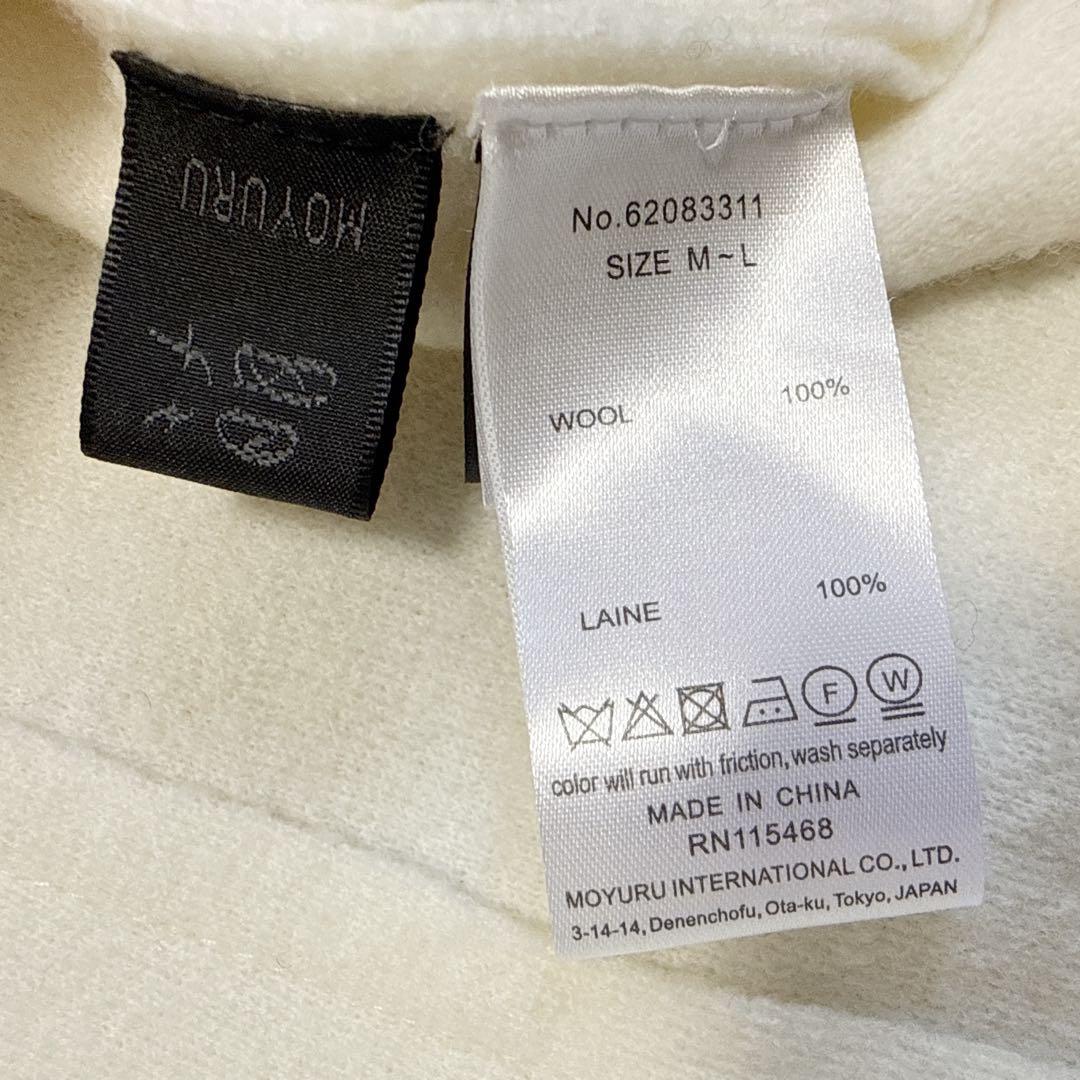 MOYURU
No.62083311
SIZE M~L
WOOL 100%
LAINE 100%
F W
color will run with friction, wash separately
MADE IN CHINA
RN115468
MOYURU INTERNATIONAL CO., LTD.
3-14-14, Denenchofu, Ota-ku, Tokyo, JAPAN